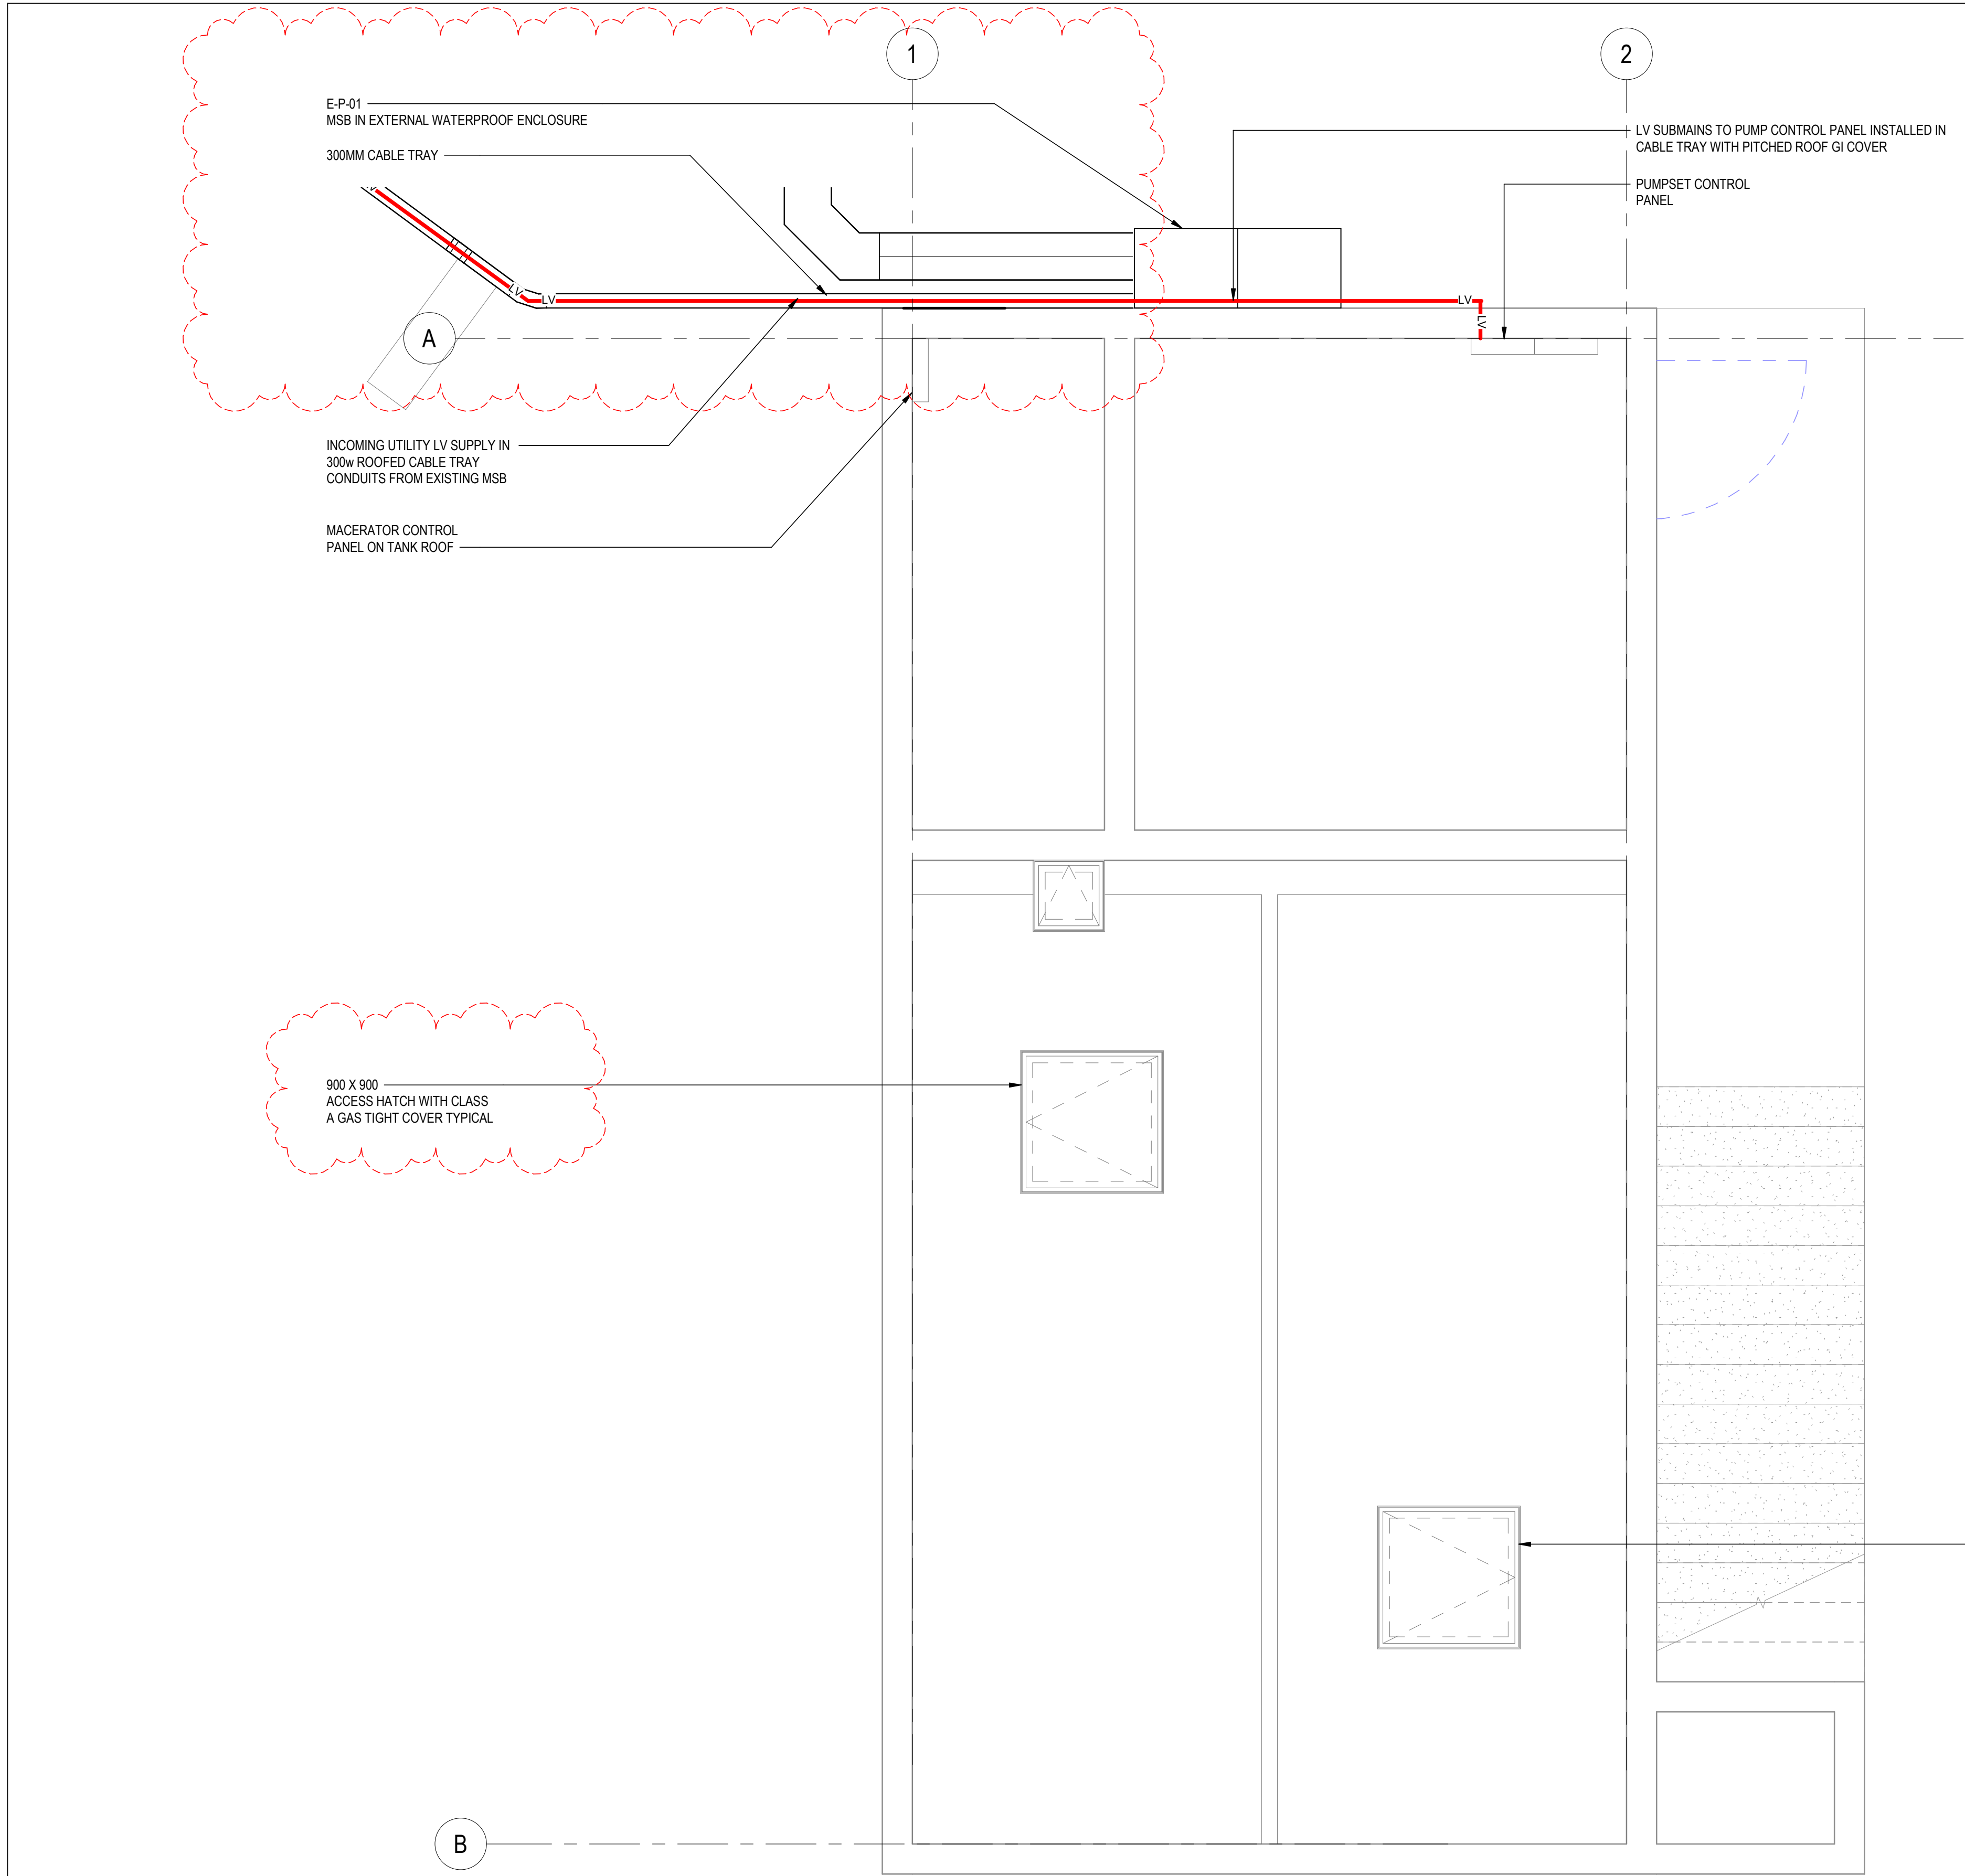 1
2
E-P-01
MSB IN EXTERNAL WATERPROOF ENCLOSURE
300MM CABLE TRAY
LV SUBMAINS TO PUMP CONTROL PANEL INSTALLED IN
CABLE TRAY WITH PITCHED ROOF GI COVER
PUMPSET CONTROL
PANEL
LV
LV
LV
LV
A
INCOMING UTILITY LV SUPPLY IN
300w ROOFED CABLE TRAY
CONDUITS FROM EXISTING MSB
MACERATOR CONTROL
PANEL ON TANK ROOF
900 X 900
ACCESS HATCH WITH CLASS
A GAS TIGHT COVER TYPICAL
B